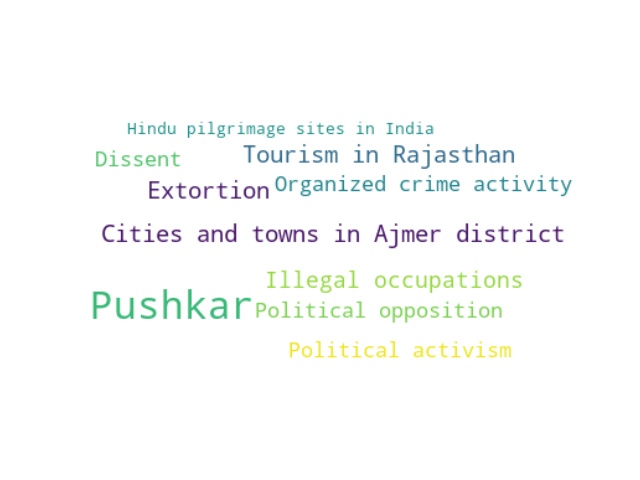 Hindu pilgrimage sites in India
Dissent
Tourism in Rajasthan
Extortion
Organized crime activity
Cities and towns in Ajmer district
Illegal occupations
Pushkar
Political opposition
Political activism